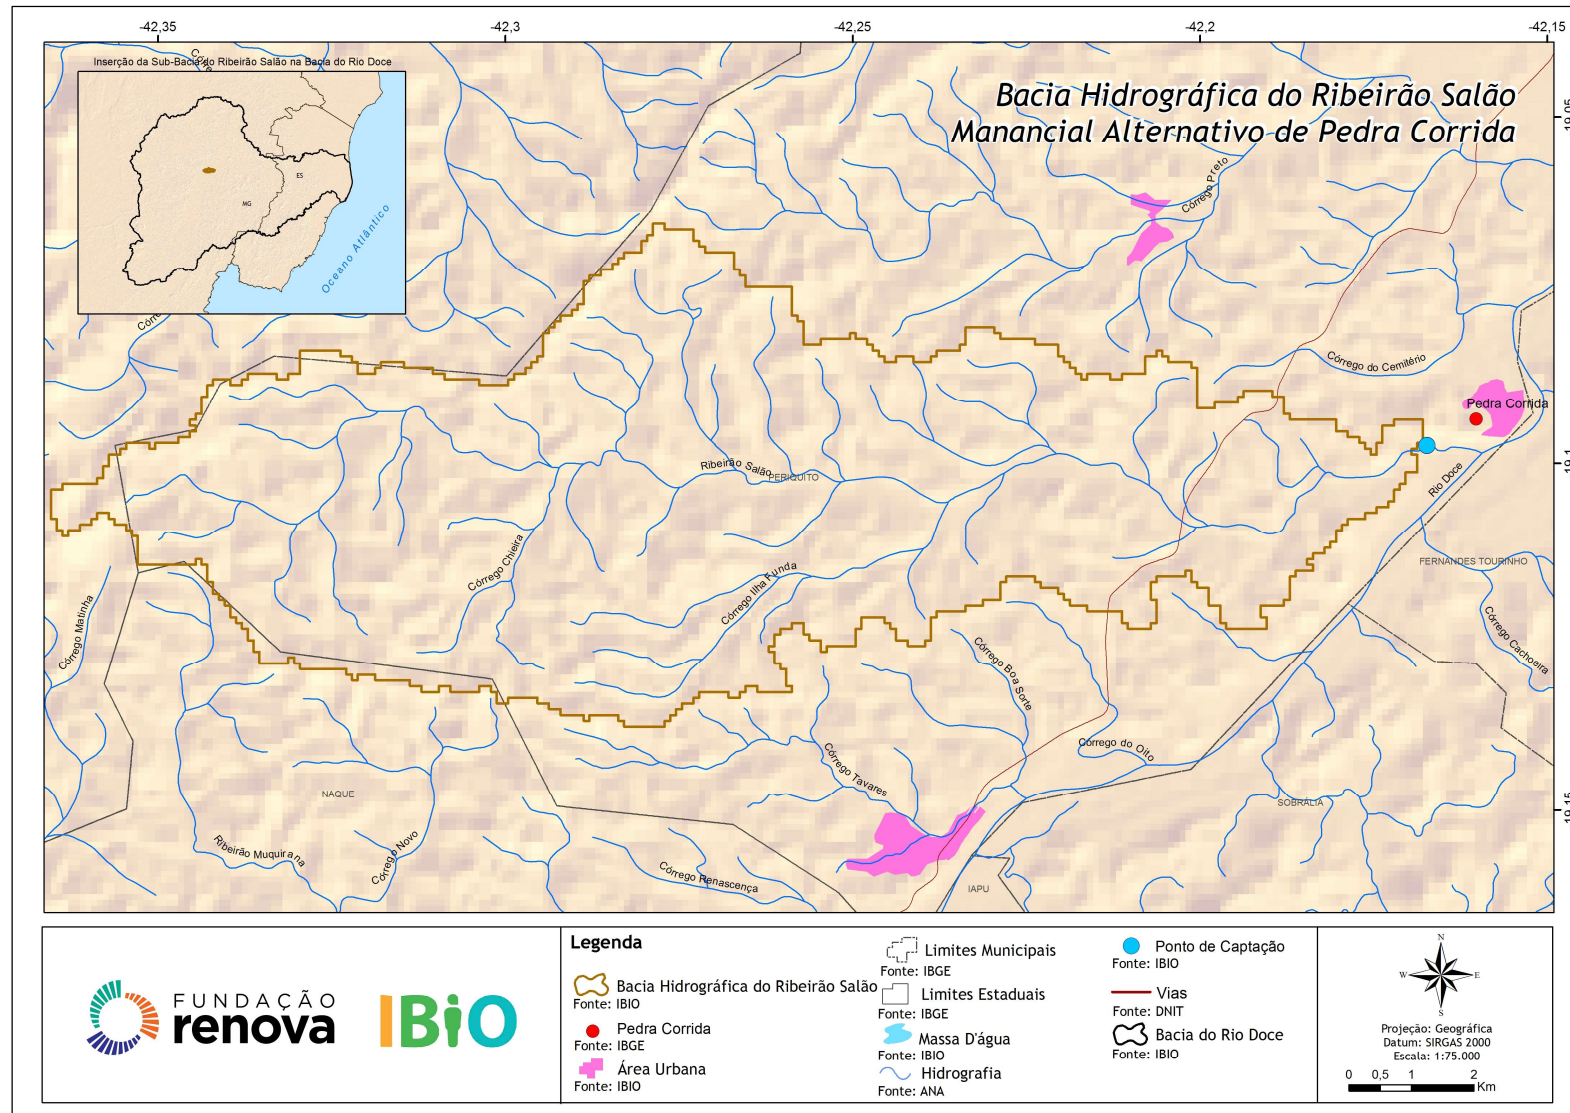 -42,35
-42,3
-42,25
-42,2
-42,15
Inserção da Sub-Bacia do Ribeirão Salão na Bacia do Rio Doce
ES
MG
Oceano Atlântico
Bacia Hidrográfica do Ribeirão Salão
Manancial Alternativo de Pedra Corrida
Córrego Preto
Córrego do Cemitério
Pedra Corrida
Ribeirão Salão
PERIQUITO
Rio Doce
Córrego Chieira
Córrego Ilha Funda
FERNANDES TOURINHO
Córrego Matinha
Córrego Cachoeira
Córrego Boa Sorte
Córrego do Oito
Córrego Tavares
NAQUE
SOBRÁLIA
Ribeirão Muquirana
Córrego Novo
Córrego Renascença
IAPU
FUNDAÇÃO
renova
IBiO
Legenda
Bacia Hidrográfica do Ribeirão Salão
Fonte: IBIO
Pedra Corrida
Fonte: IBGE
Área Urbana
Fonte: IBIO
Limites Municipais
Fonte: IBGE
Limites Estaduais
Fonte: IBGE
Massa D'água
Fonte: IBIO
Hidrografia
Fonte: ANA
Ponto de Captação
Fonte: IBIO
Vias
Fonte: DNIT
Bacia do Rio Doce
Fonte: IBIO
N
W
E
S
Projeção: Geográfica
Datum: SIRGAS 2000
Escala: 1:75.000
0 0,5 1 2
Km